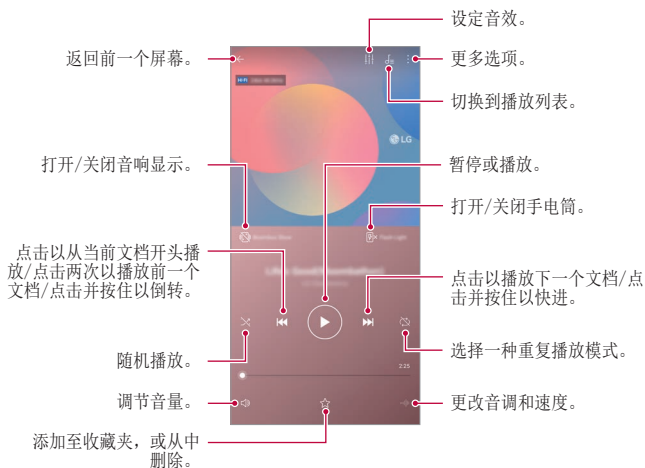 设定音效。
返回前一个屏幕。
更多选项。
切换到播放列表。
HI-FI
LG
打开/关闭音响显示。
暂停或播放。
打开/关闭手电筒。
Flash Light
点击以从当前文档开头播
放/点击两次以播放前一个
文档/点击并按住以倒转。
点击以播放下一个文档/点
击并按住以快进。
随机播放。
选择一种重复播放模式。
2:25
调节音量。
更改音调和速度。
添加至收藏夹，或从中
删除。